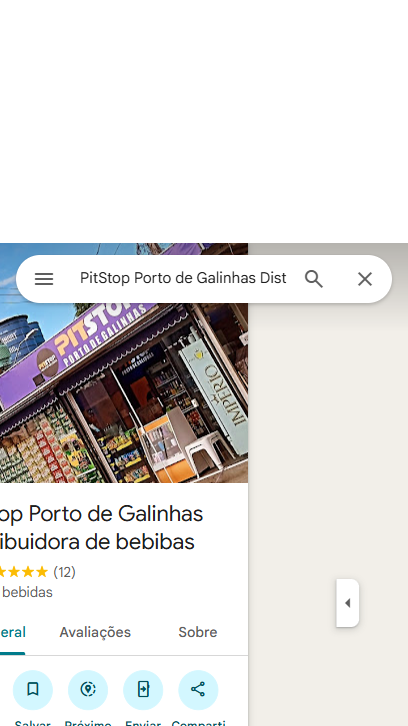 PitStop Porto de Galinhas Dist
PITSTOP
PORTO DE GALINHAS
IMPÉRIO
op Porto de Galinhas
ibuidora de bebibas
(12)
bebidas
eral
Avaliações
Sobre
Salvar
Próximo
Enviar
Comparti